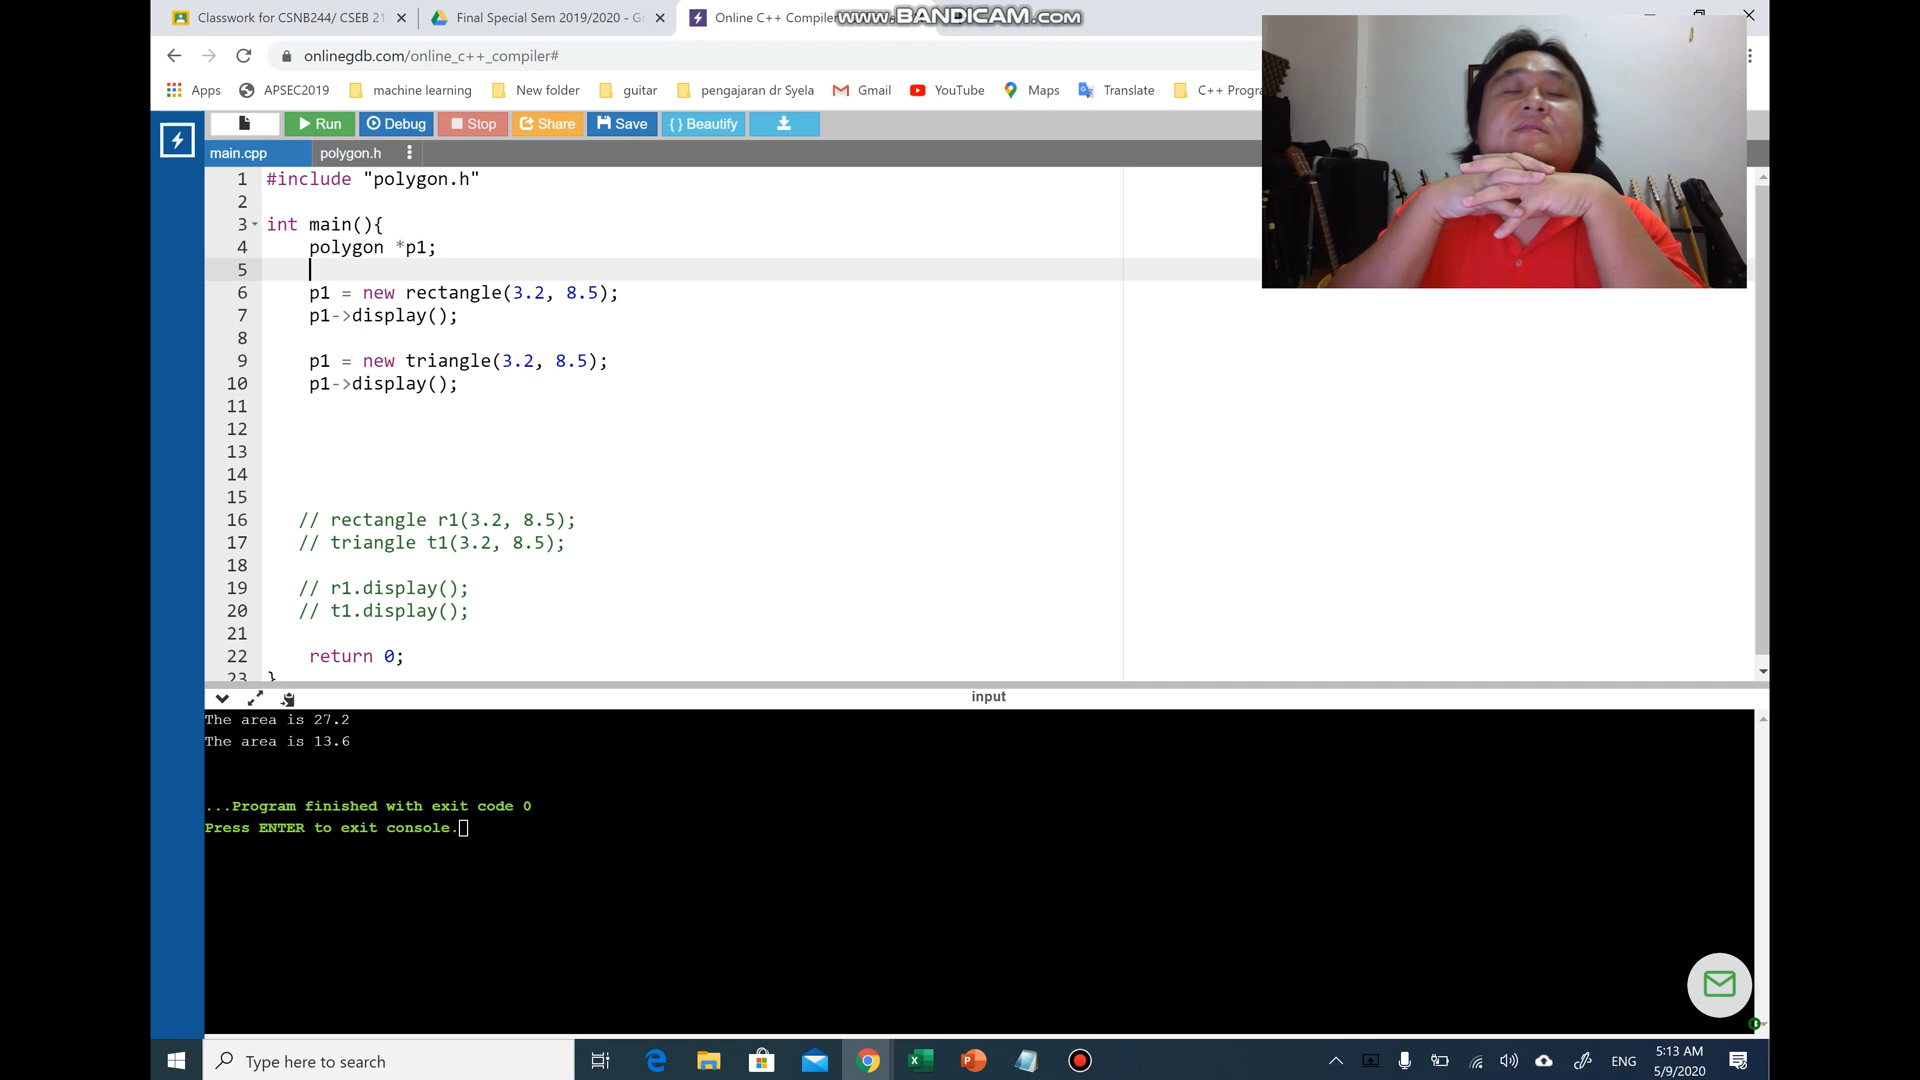 Classwork for CSNB244/ CSEB 21
Final Special Sem 2019/2020 - G
Online C++ Compiler
www.BANDICAM.com
onlinegdb.com/online_c++_compiler#
Apps
APSEC2019
machine learning
New folder
guitar
pengajaran dr Syela
Gmail
YouTube
Maps
Translate
C++ Progra
Run
Debug
Stop
Share
Save
{ } Beautify
main.cpp
polygon.h
1 #include "polygon.h"
2
3 int main(){
4 polygon *p1;
5
6 p1 = new rectangle(3.2, 8.5);
7 p1->display();
8
9 p1 = new triangle(3.2, 8.5);
10 p1->display();
11
12
13
14
15
16 // rectangle r1(3.2, 8.5);
17 // triangle t1(3.2, 8.5);
18
19 // r1.display();
20 // t1.display();
21
22 return 0;
23 }
input
The area is 27.2
The area is 13.6
...Program finished with exit code 0
Press ENTER to exit console.
Type here to search
ENG
5:13 AM
5/9/2020